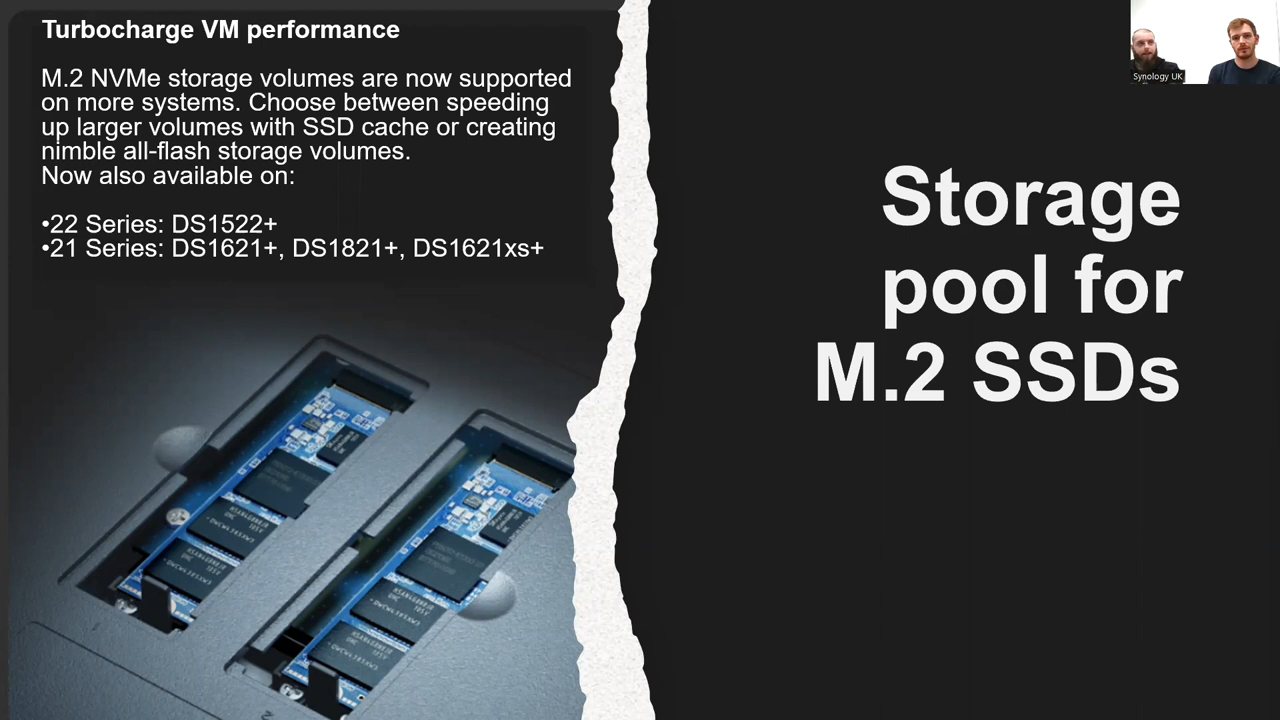 Turbocharge VM performance
M.2 NVMe storage volumes are now supported
on more systems. Choose between speeding
up larger volumes with SSD cache or creating
nimble all-flash storage volumes.
Now also available on:
•22 Series: DS1522+
•21 Series: DS1621+, DS1821+, DS1621xs+
Storage
pool for
M.2 SSDs
Synology UK
2